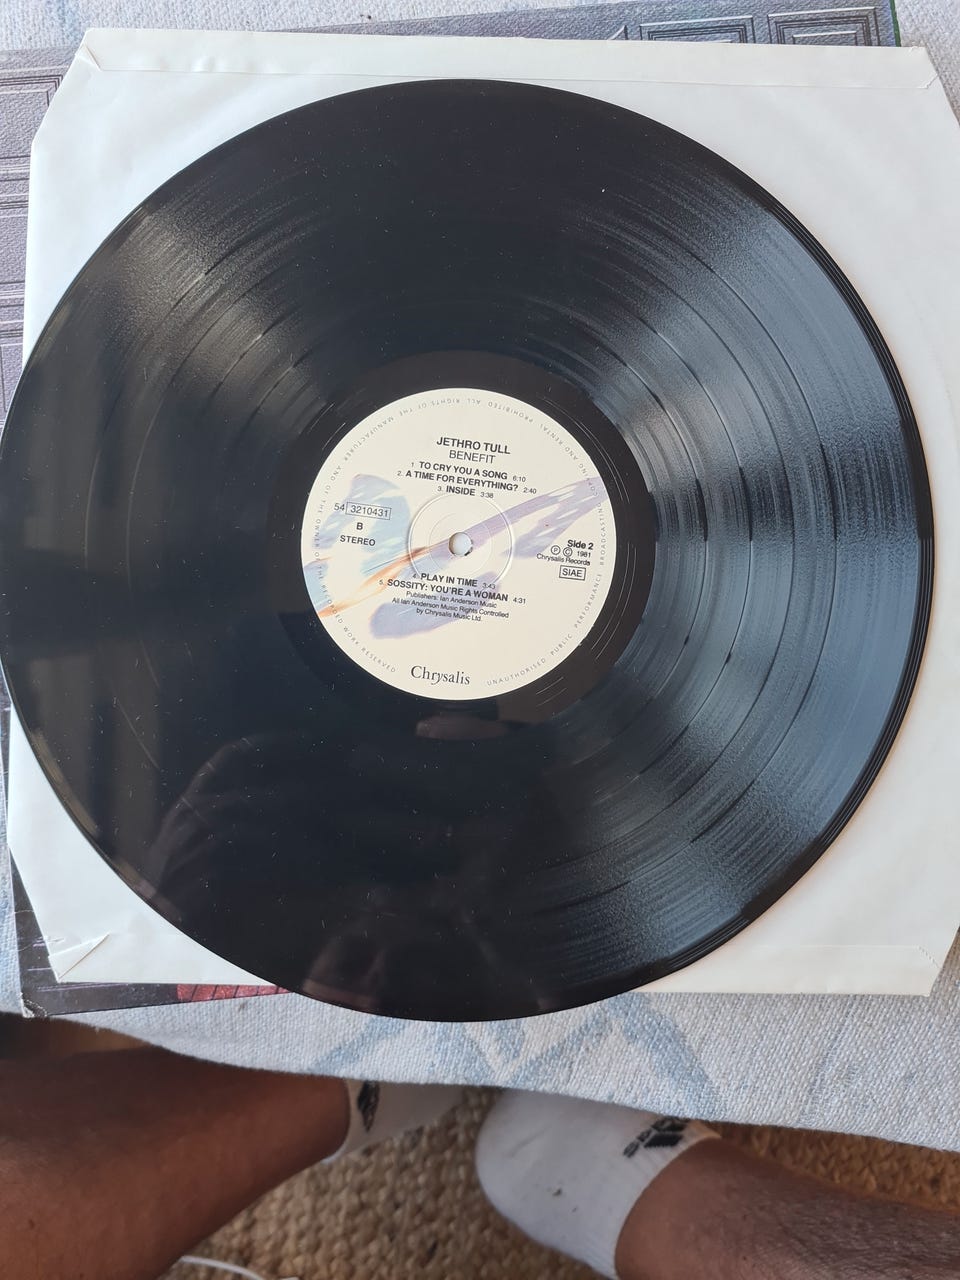 JETHRO TULL
BENEFIT
1. TO CRY YOU A SONG 6:10
2. A TIME FOR EVERYTHING? 2:40
3. INSIDE 3:38
54 3210431
B
STEREO
Side 2
Ⓟ Ⓒ 1981
Chrysalis Records
SIAE
4. PLAY IN TIME 3:43
5. SOSSITY: YOU'RE A WOMAN 4:31
Publishers: Ian Anderson Music
All Ian Anderson Music Rights Controlled
by Chrysalis Music Ltd.
Chrysalis
ALL RIGHTS OF THE MANUFACTURER AND OF THE OWNER OF THE RECORDED WORK RESERVED
UNAUTHORISED PUBLIC PERFORMANCE BROADCASTING COPYING AND RENTAL PROHIBITED